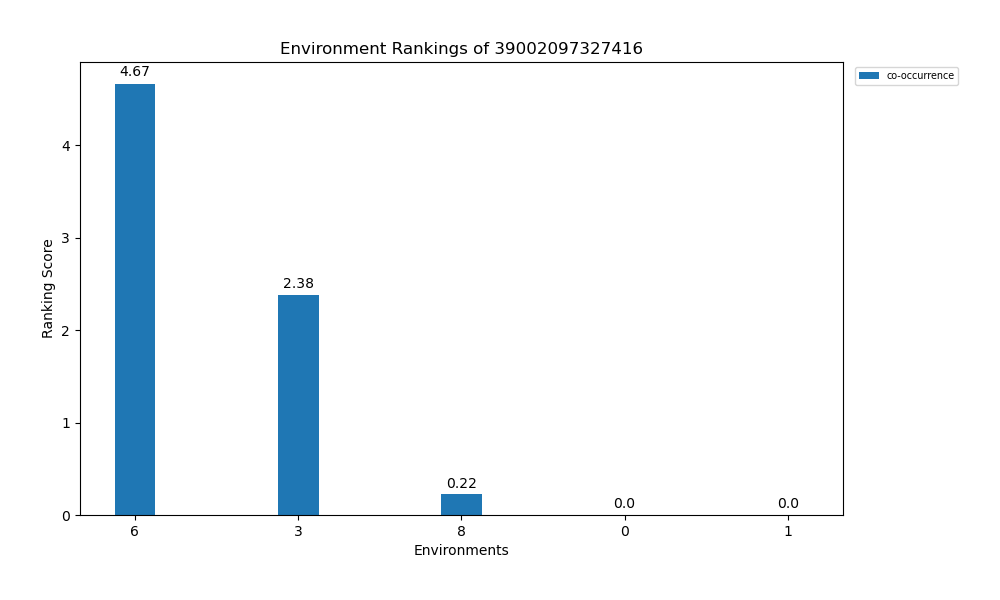 Environment Rankings of 39002097327416
4.67
co-occurrence
4
3
2
1
0
Ranking Score
2.38
0.22
0.0
0.0
6 3 8 0 1
Environments